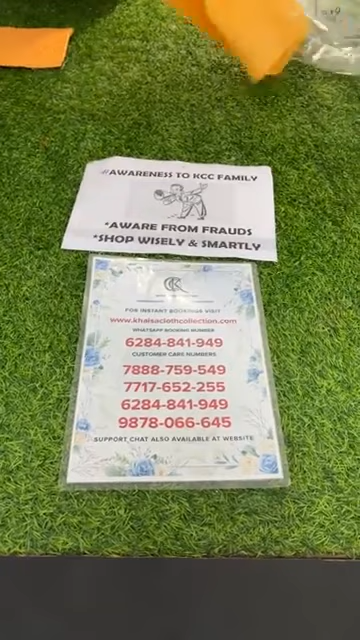 #AWARENESS TO KCC FAMILY
*AWARE FROM FRAUDS
*SHOP WISELY & SMARTLY
FOR INSTANT BOOKINGS VISIT
www.khalsaclothcollection.com
WHATSAPP BOOKING NUMBER
6284-841-949
CUSTOMER CARE NUMBERS
7888-759-549
7717-652-255
6284-841-949
9878-066-645
SUPPORT CHAT ALSO AVAILABLE AT WEBSITE